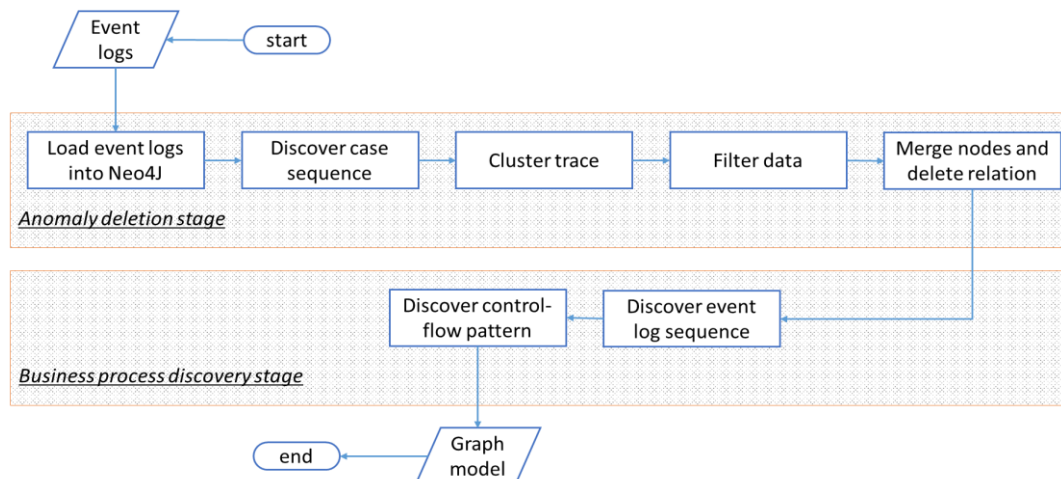 Event
logs
start
Load event logs
into Neo4J
Discover case
sequence
Cluster trace
Filter data
Merge nodes and
delete relation
Anomaly deletion stage
Discover control-
flow pattern
Discover event
log sequence
Business process discovery stage
end
Graph
model